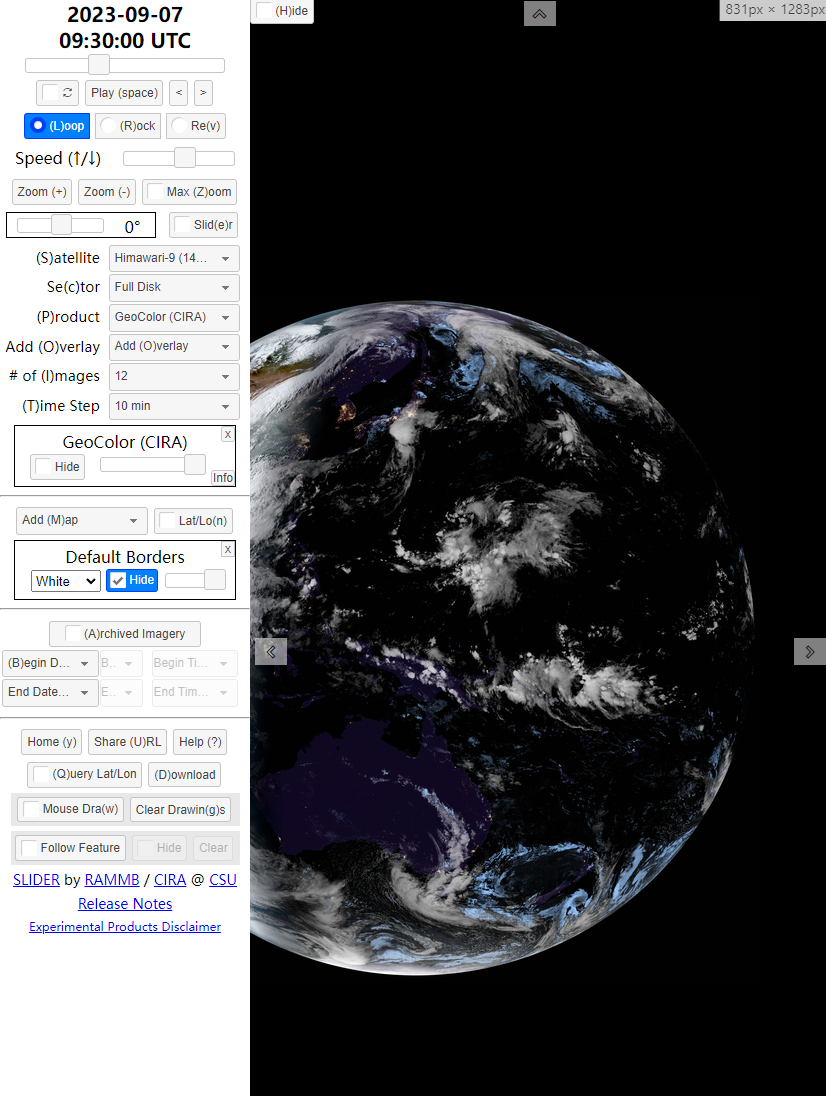 2023-09-07
09:30:00 UTC
Play (space) < >
(L)oop (R)ock Re(v)
Speed (↑/↓)
Zoom (+) Zoom (-) Max (Z)oom
0° Slid(e)r
(S)atellite Himawari-9 (14...
Se(c)tor Full Disk
(P)roduct GeoColor (CIRA)
Add (O)verlay Add (O)verlay
# of (I)mages 12
(T)ime Step 10 min
GeoColor (CIRA) X
Hide Info
Add (M)ap Lat/Lo(n)
Default Borders X
White Hide
(A)rchived Imagery
(B)egin D... B.. Begin Ti...
End Date... E.. End Tim...
Home (y) Share (U)RL Help (?)
(Q)uery Lat/Lon (D)ownload
Mouse Dra(w) Clear Drawin(g)s
Follow Feature Hide Clear
SLIDER by RAMMB / CIRA @ CSU
Release Notes
Experimental Products Disclaimer
(H)ide
831px × 1283px